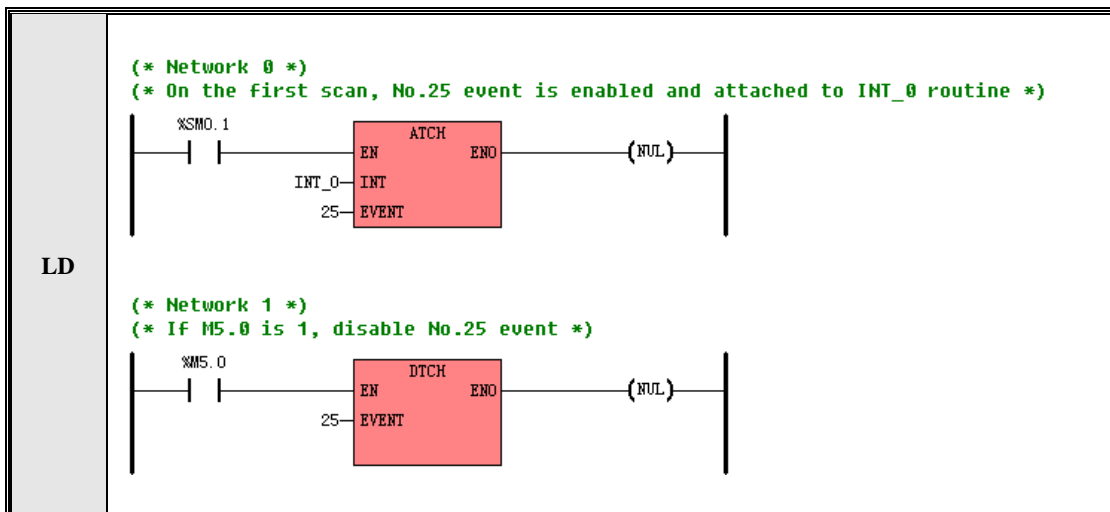 LD
(* Network 0 *)
(* On the first scan, No.25 event is enabled and attached to INT_0 routine *)
%SM0.1
ATCH
EN ENO
(NUL)
INT_0 INT
25 EVENT
(* Network 1 *)
(* If M5.0 is 1, disable No.25 event *)
%M5.0
DTCH
EN ENO
(NUL)
25 EVENT